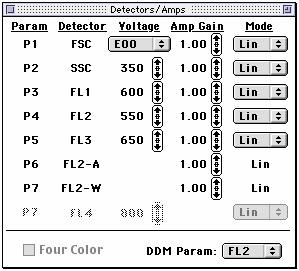 Detectors/Amps
Param Detector Voltage Amp Gain Mode
P1 FSC E00 1.00 Lin
P2 SSC 350 1.00 Lin
P3 FL1 600 1.00 Lin
P4 FL2 550 1.00 Lin
P5 FL3 650 1.00 Lin
P6 FL2-A 1.00 Lin
P7 FL2-W 1.00 Lin
P7 FL4 800 Lin
Four Color DDM Param: FL2